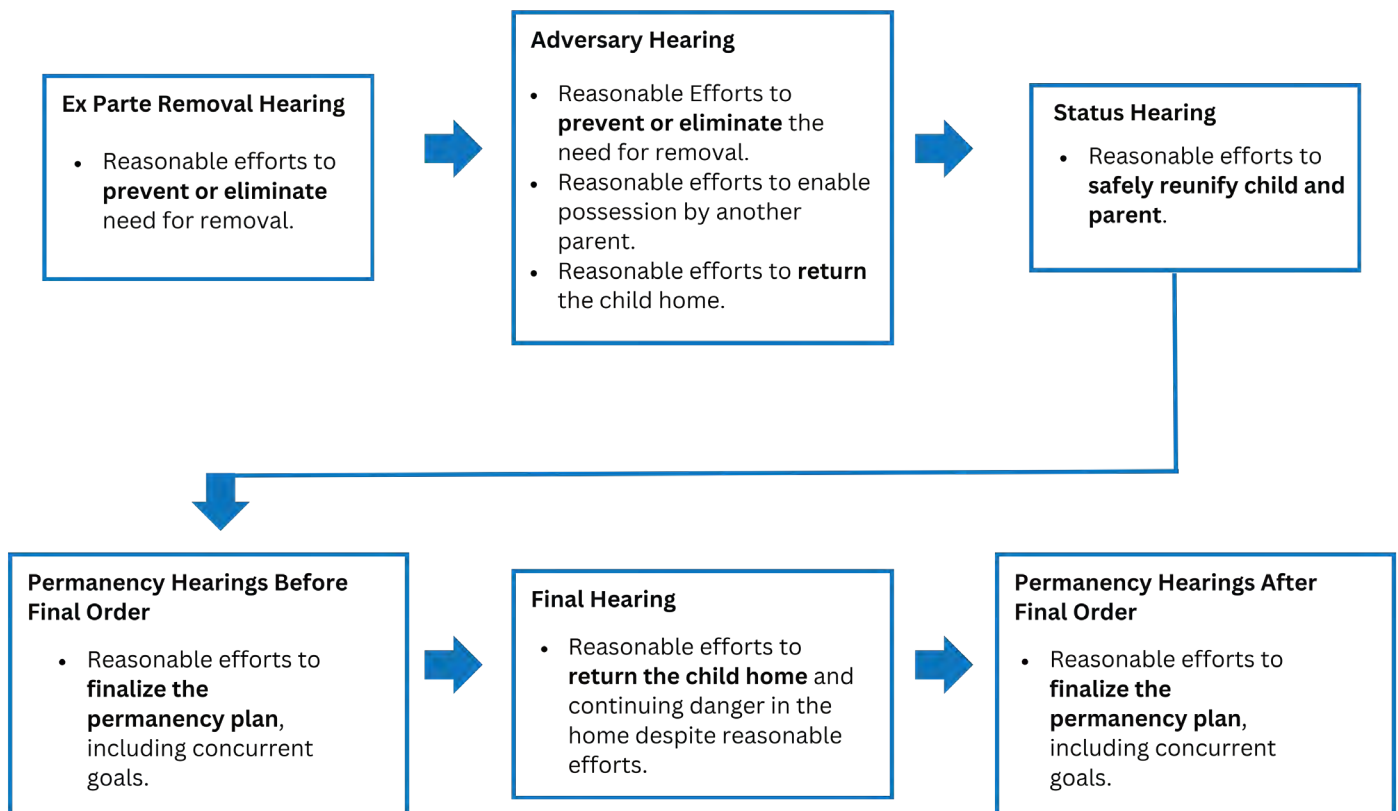 Ex Parte Removal Hearing
• Reasonable efforts to
prevent or eliminate
need for removal.
Adversary Hearing
• Reasonable Efforts to
prevent or eliminate the
need for removal.
• Reasonable efforts to enable
possession by another
parent.
• Reasonable efforts to return
the child home.
Status Hearing
• Reasonable efforts to
safely reunify child and
parent.
Permanency Hearings Before
Final Order
• Reasonable efforts to
finalize the
permanency plan,
including concurrent
goals.
Final Hearing
• Reasonable efforts to
return the child home and
continuing danger in the
home despite reasonable
efforts.
Permanency Hearings After
Final Order
• Reasonable efforts to
finalize the
permanency plan,
including concurrent
goals.